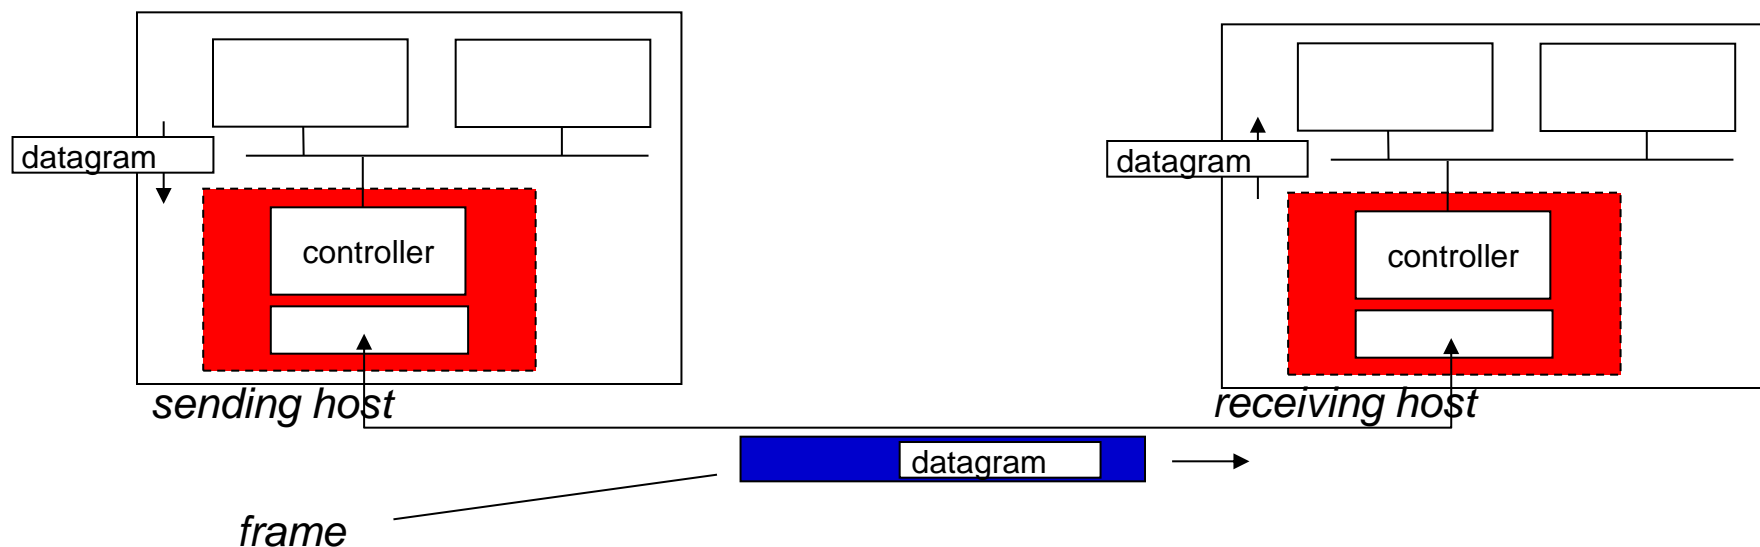 datagram
controller
sending host
datagram
controller
receiving host
datagram
frame